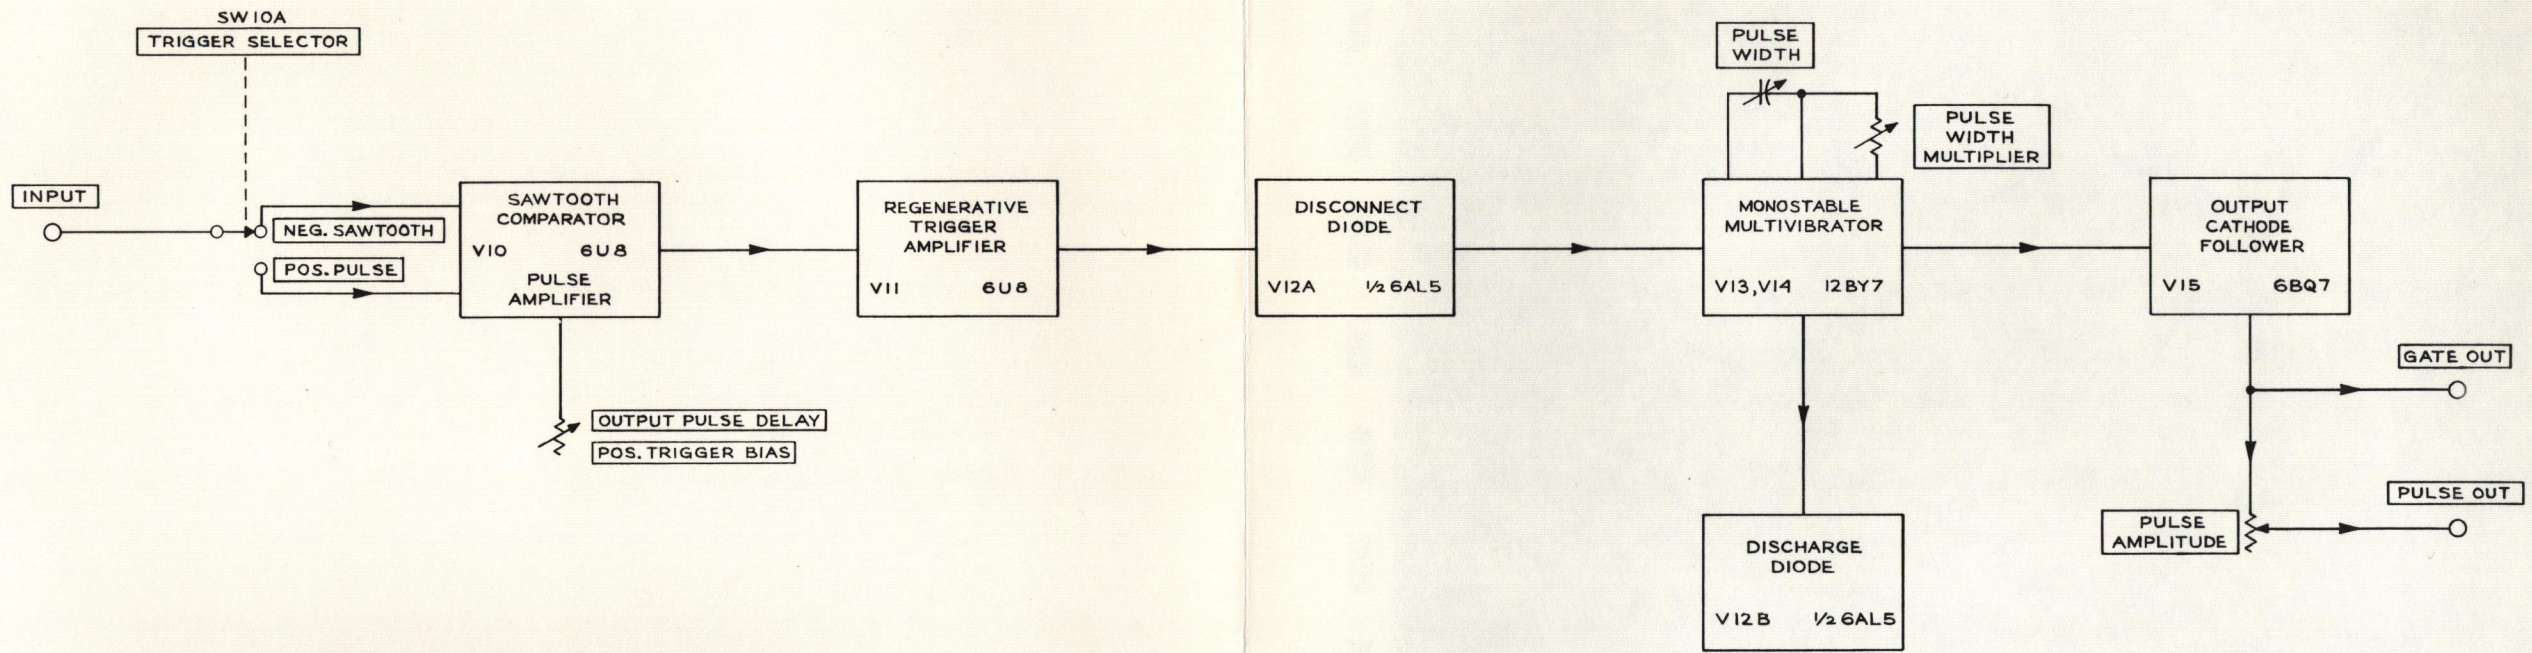 SW10A
TRIGGER SELECTOR
INPUT
NEG. SAWTOOTH
POS. PULSE
SAWTOOTH
COMPARATOR
V10 6U8
PULSE
AMPLIFIER
OUTPUT PULSE DELAY
POS. TRIGGER BIAS
REGENERATIVE
TRIGGER
AMPLIFIER
V11 6U8
DISCONNECT
DIODE
V12A 1/2 6AL5
PULSE
WIDTH
PULSE
WIDTH
MULTIPLIER
MONOSTABLE
MULTIVIBRATOR
V13, V14 12BY7
DISCHARGE
DIODE
V12B 1/2 6AL5
OUTPUT
CATHODE
FOLLOWER
V15 6BQ7
GATE OUT
PULSE OUT
PULSE
AMPLITUDE